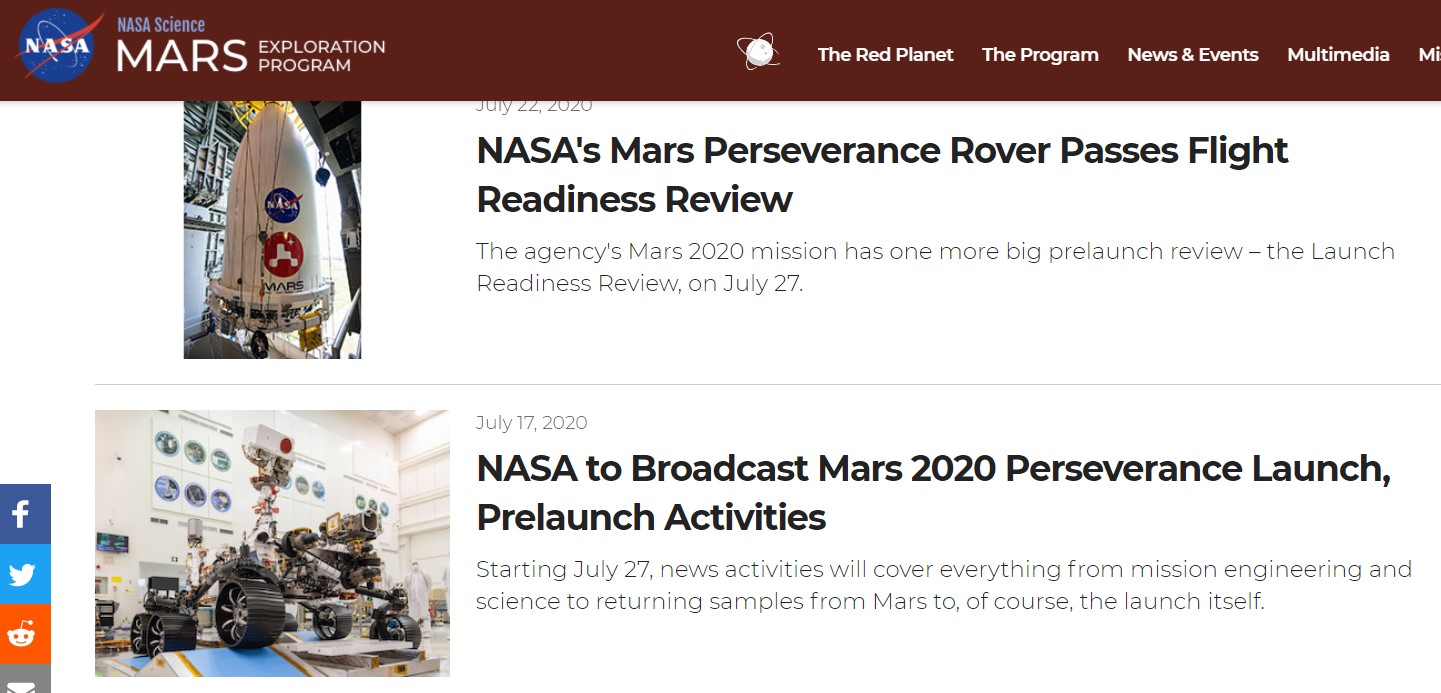 NASA
NASA Science
MARS EXPLORATION
PROGRAM
The Red Planet
The Program
News & Events
Multimedia
July 22, 2020
NASA's Mars Perseverance Rover Passes Flight
Readiness Review
The agency's Mars 2020 mission has one more big prelaunch review – the Launch
Readiness Review, on July 27.
NASA
MARS
July 17, 2020
NASA to Broadcast Mars 2020 Perseverance Launch,
Prelaunch Activities
Starting July 27, news activities will cover everything from mission engineering and
science to returning samples from Mars to, of course, the launch itself.